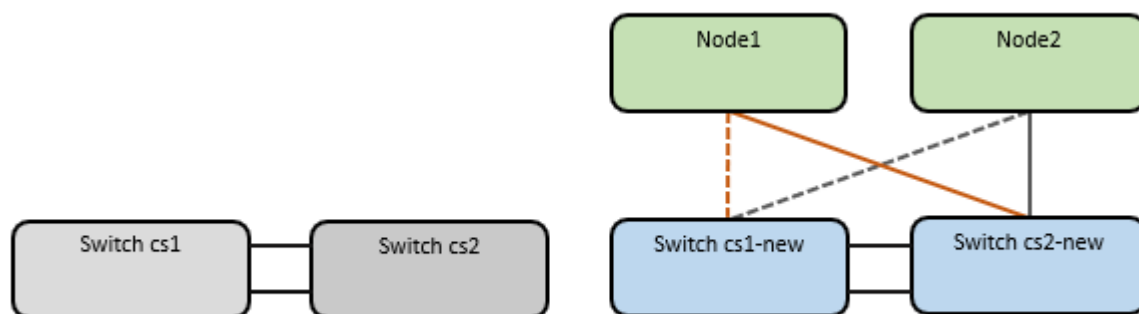 Node1
Node2
Switch cs1
Switch cs2
Switch cs1-new
Switch cs2-new